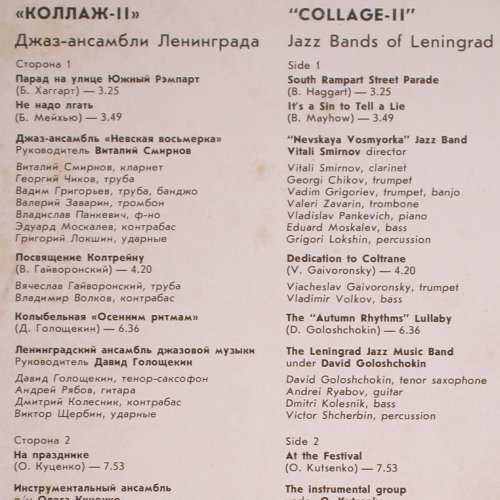 «КОЛЛАЖ-II»
Джаз-ансамбли Ленинграда
Сторона 1
Парад на улице Южный Рэмпарт
(Б. Хаггарт) — 3.25
Не надо лгать
(Б. Мейхью) — 3.49
Джаз-ансамбль «Невская восьмерка»
Руководитель Виталий Смирнов
Виталий Смирнов, кларнет
Георгий Чиков, труба
Вадим Григорьев, труба, банджо
Валерий Заварин, тромбон
Владислав Панкевич, ф-но
Эдуард Москалев, контрабас
Григорий Локшин, ударные
Посвящение Колтрейну
(В. Гайворонский) — 4.20
Вячеслав Гайворонский, труба
Владимир Волков, контрабас
Колыбельная «Осенним ритмам»
(Д. Голощекин) — 6.36
Ленинградский ансамбль джазовой музыки
Руководитель Давид Голощекин
Давид Голощекин, тенор-саксофон
Андрей Рябов, гитара
Дмитрий Колесник, контрабас
Виктор Щербин, ударные
Сторона 2
На празднике
(О. Куценко) — 7.53
Инструментальный ансамбль
п/у Олега Куценко
"COLLAGE-II"
Jazz Bands of Leningrad
Side 1
South Rampart Street Parade
(B. Haggart) — 3.25
It's a Sin to Tell a Lie
(B. Mayhow) — 3.49
"Nevskaya Vosmyorka" Jazz Band
Vitali Smirnov director
Vitali Smirnov, clarinet
Georgi Chikov, trumpet
Vadim Grigoriev, trumpet, banjo
Valeri Zavarin, trombone
Vladislav Pankevich, piano
Eduard Moskalev, bass
Grigori Lokshin, percussion
Dedication to Coltrane
(V. Gaivoronsky) — 4.20
Viacheslav Gaivoronsky, trumpet
Vladimir Volkov, bass
The "Autumn Rhythms" Lullaby
(D. Goloshchokin) — 6.36
The Leningrad Jazz Music Band
under David Goloshchokin
David Goloshchokin, tenor saxophone
Andrei Ryabov, guitar
Dmitri Kolesnik, bass
Victor Shcherbin, percussion
Side 2
At the Festival
(O. Kutsenko) — 7.53
The instrumental group
under O. Kutsenko